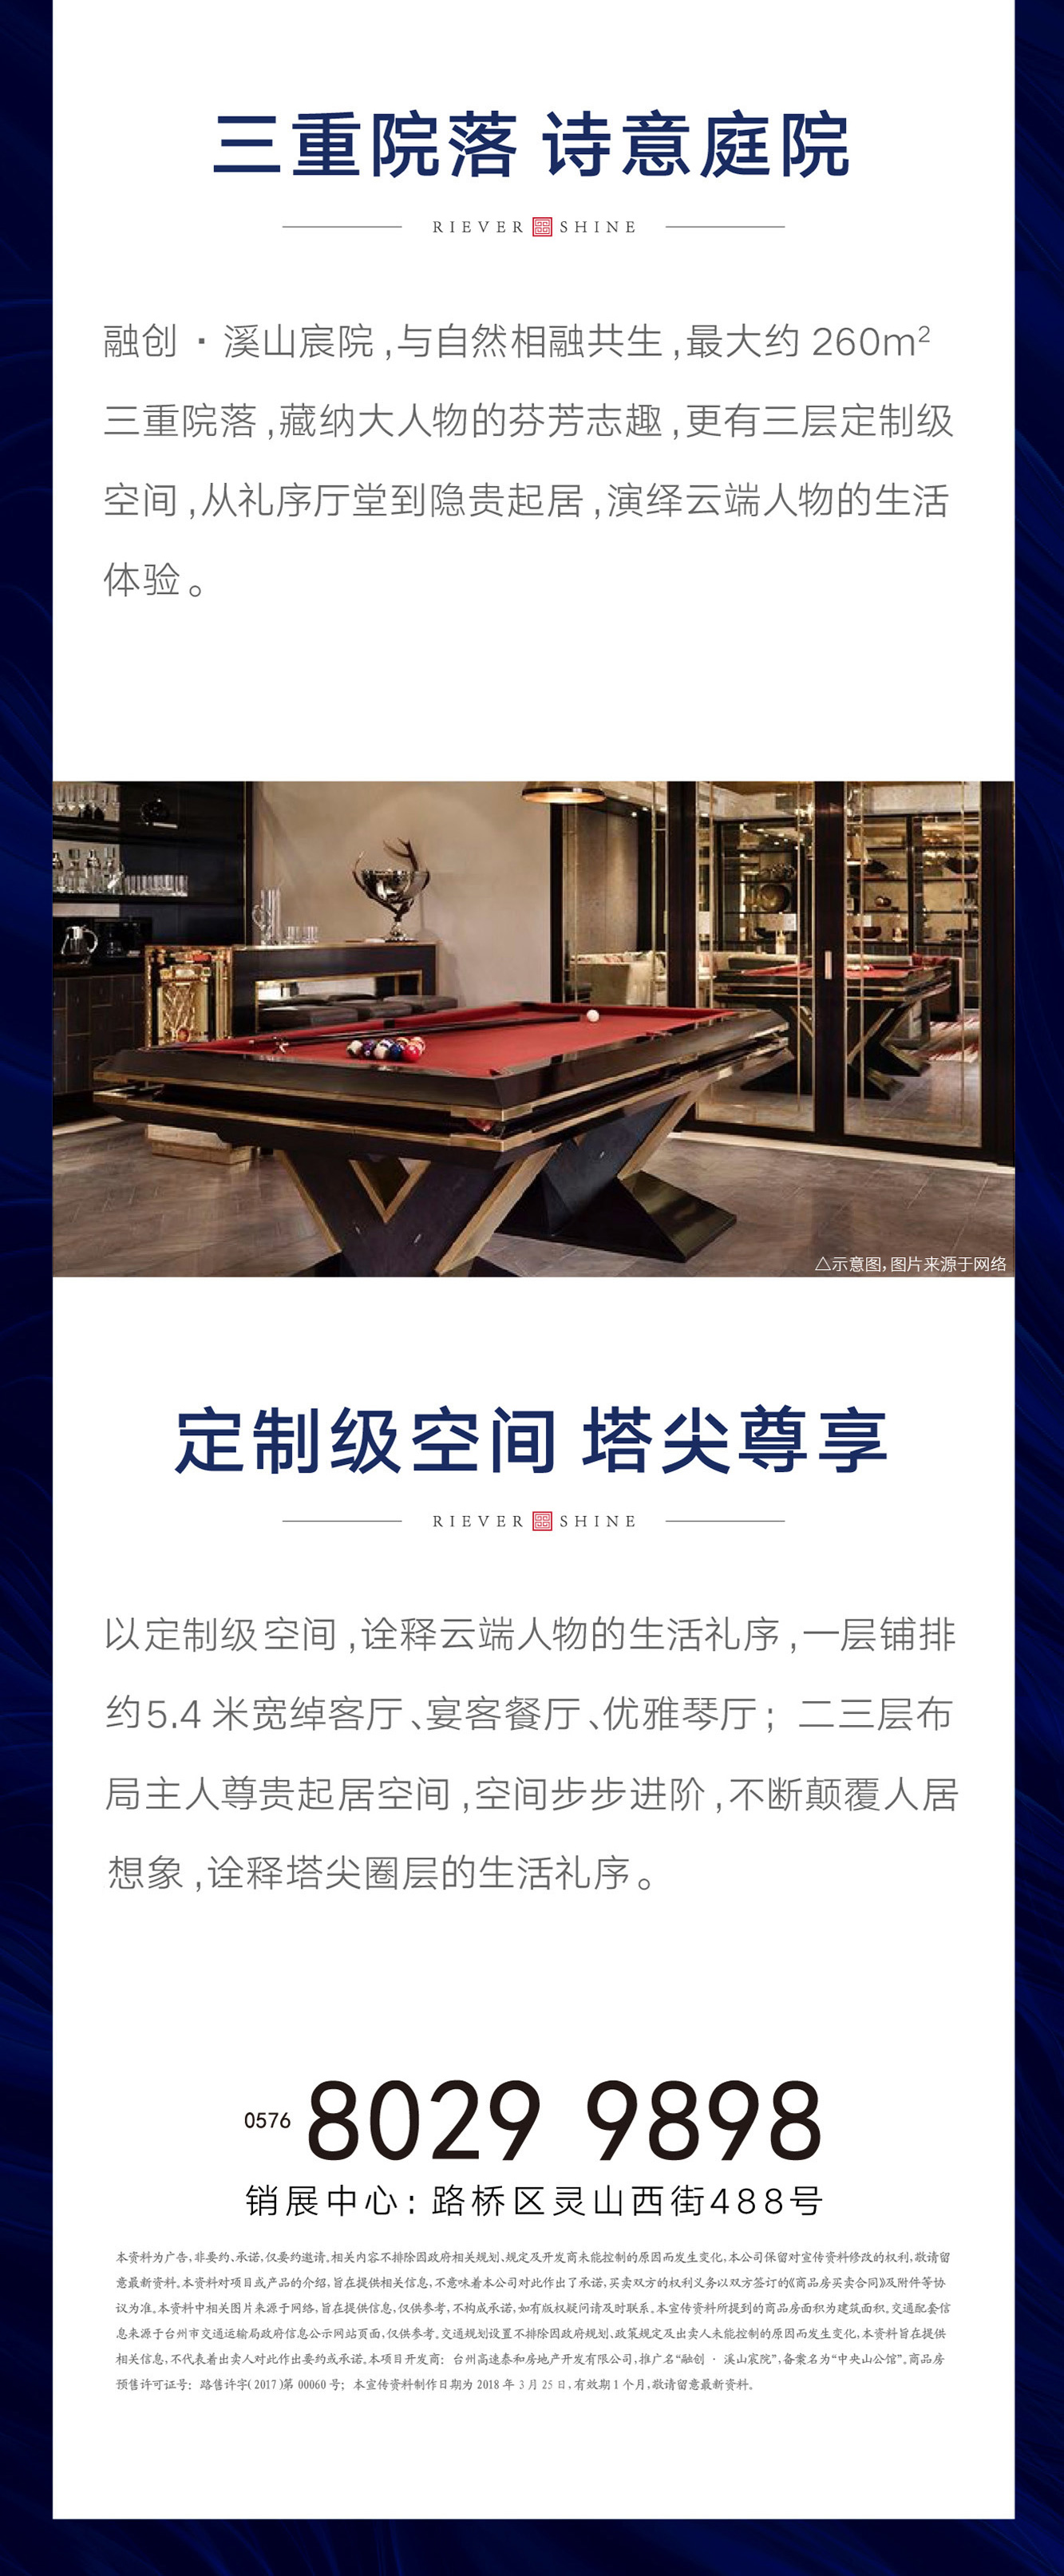 三重院落 诗意庭院
RIEVER SHINE
融创·溪山宸院,与自然相融共生,最大约 260m²
三重院落,藏纳大人物的芬芳志趣,更有三层定制级
空间,从礼序厅堂到隐贵起居,演绎云端人物的生活
体验。
△示意图,图片来源于网络
定制级空间 塔尖尊享
RIEVER SHINE
以定制级空间,诠释云端人物的生活礼序,一层铺排
约5.4 米宽绰客厅、宴客餐厅、优雅琴厅；二三层布
局主人尊贵起居空间,空间步步进阶,不断颠覆人居
想象,诠释塔尖圈层的生活礼序。
0576 8029 9898
销展中心：路桥区灵山西街488号
本资料为广告,非要约、承诺,仅要约邀请。相关内容不排除因政府相关规划、规定及开发商未能控制的原因而发生变化,本公司保留对宣传资料修改的权利,敬请留
意最新资料。本资料对项目或产品的介绍,旨在提供相关信息,不意味着本公司对此作出了承诺,买卖双方的权利义务以双方签订的《商品房买卖合同》及附件等协
议为准。本资料中相关图片来源于网络,旨在提供信息,仅供参考,不构成承诺,如有版权疑问请及时联系。本宣传资料所提到的商品房面积为建筑面积。交通配套信
息来源于台州市交通运输局政府信息公示网站页面,仅供参考。交通规划设置不排除因政府规划、政策规定及出卖人未能控制的原因而发生变化,本资料旨在提供
相关信息,不代表着出卖人对此作出要约或承诺。本项目开发商：台州高速泰和房地产开发有限公司,推广名“融创 · 溪山宸院”,备案名为“中央山公馆”。商品房
预售许可证号：路售许字(2017)第 00060 号；本宣传资料制作日期为 2018 年 3 月 25 日,有效期 1 个月,敬请留意最新资料。